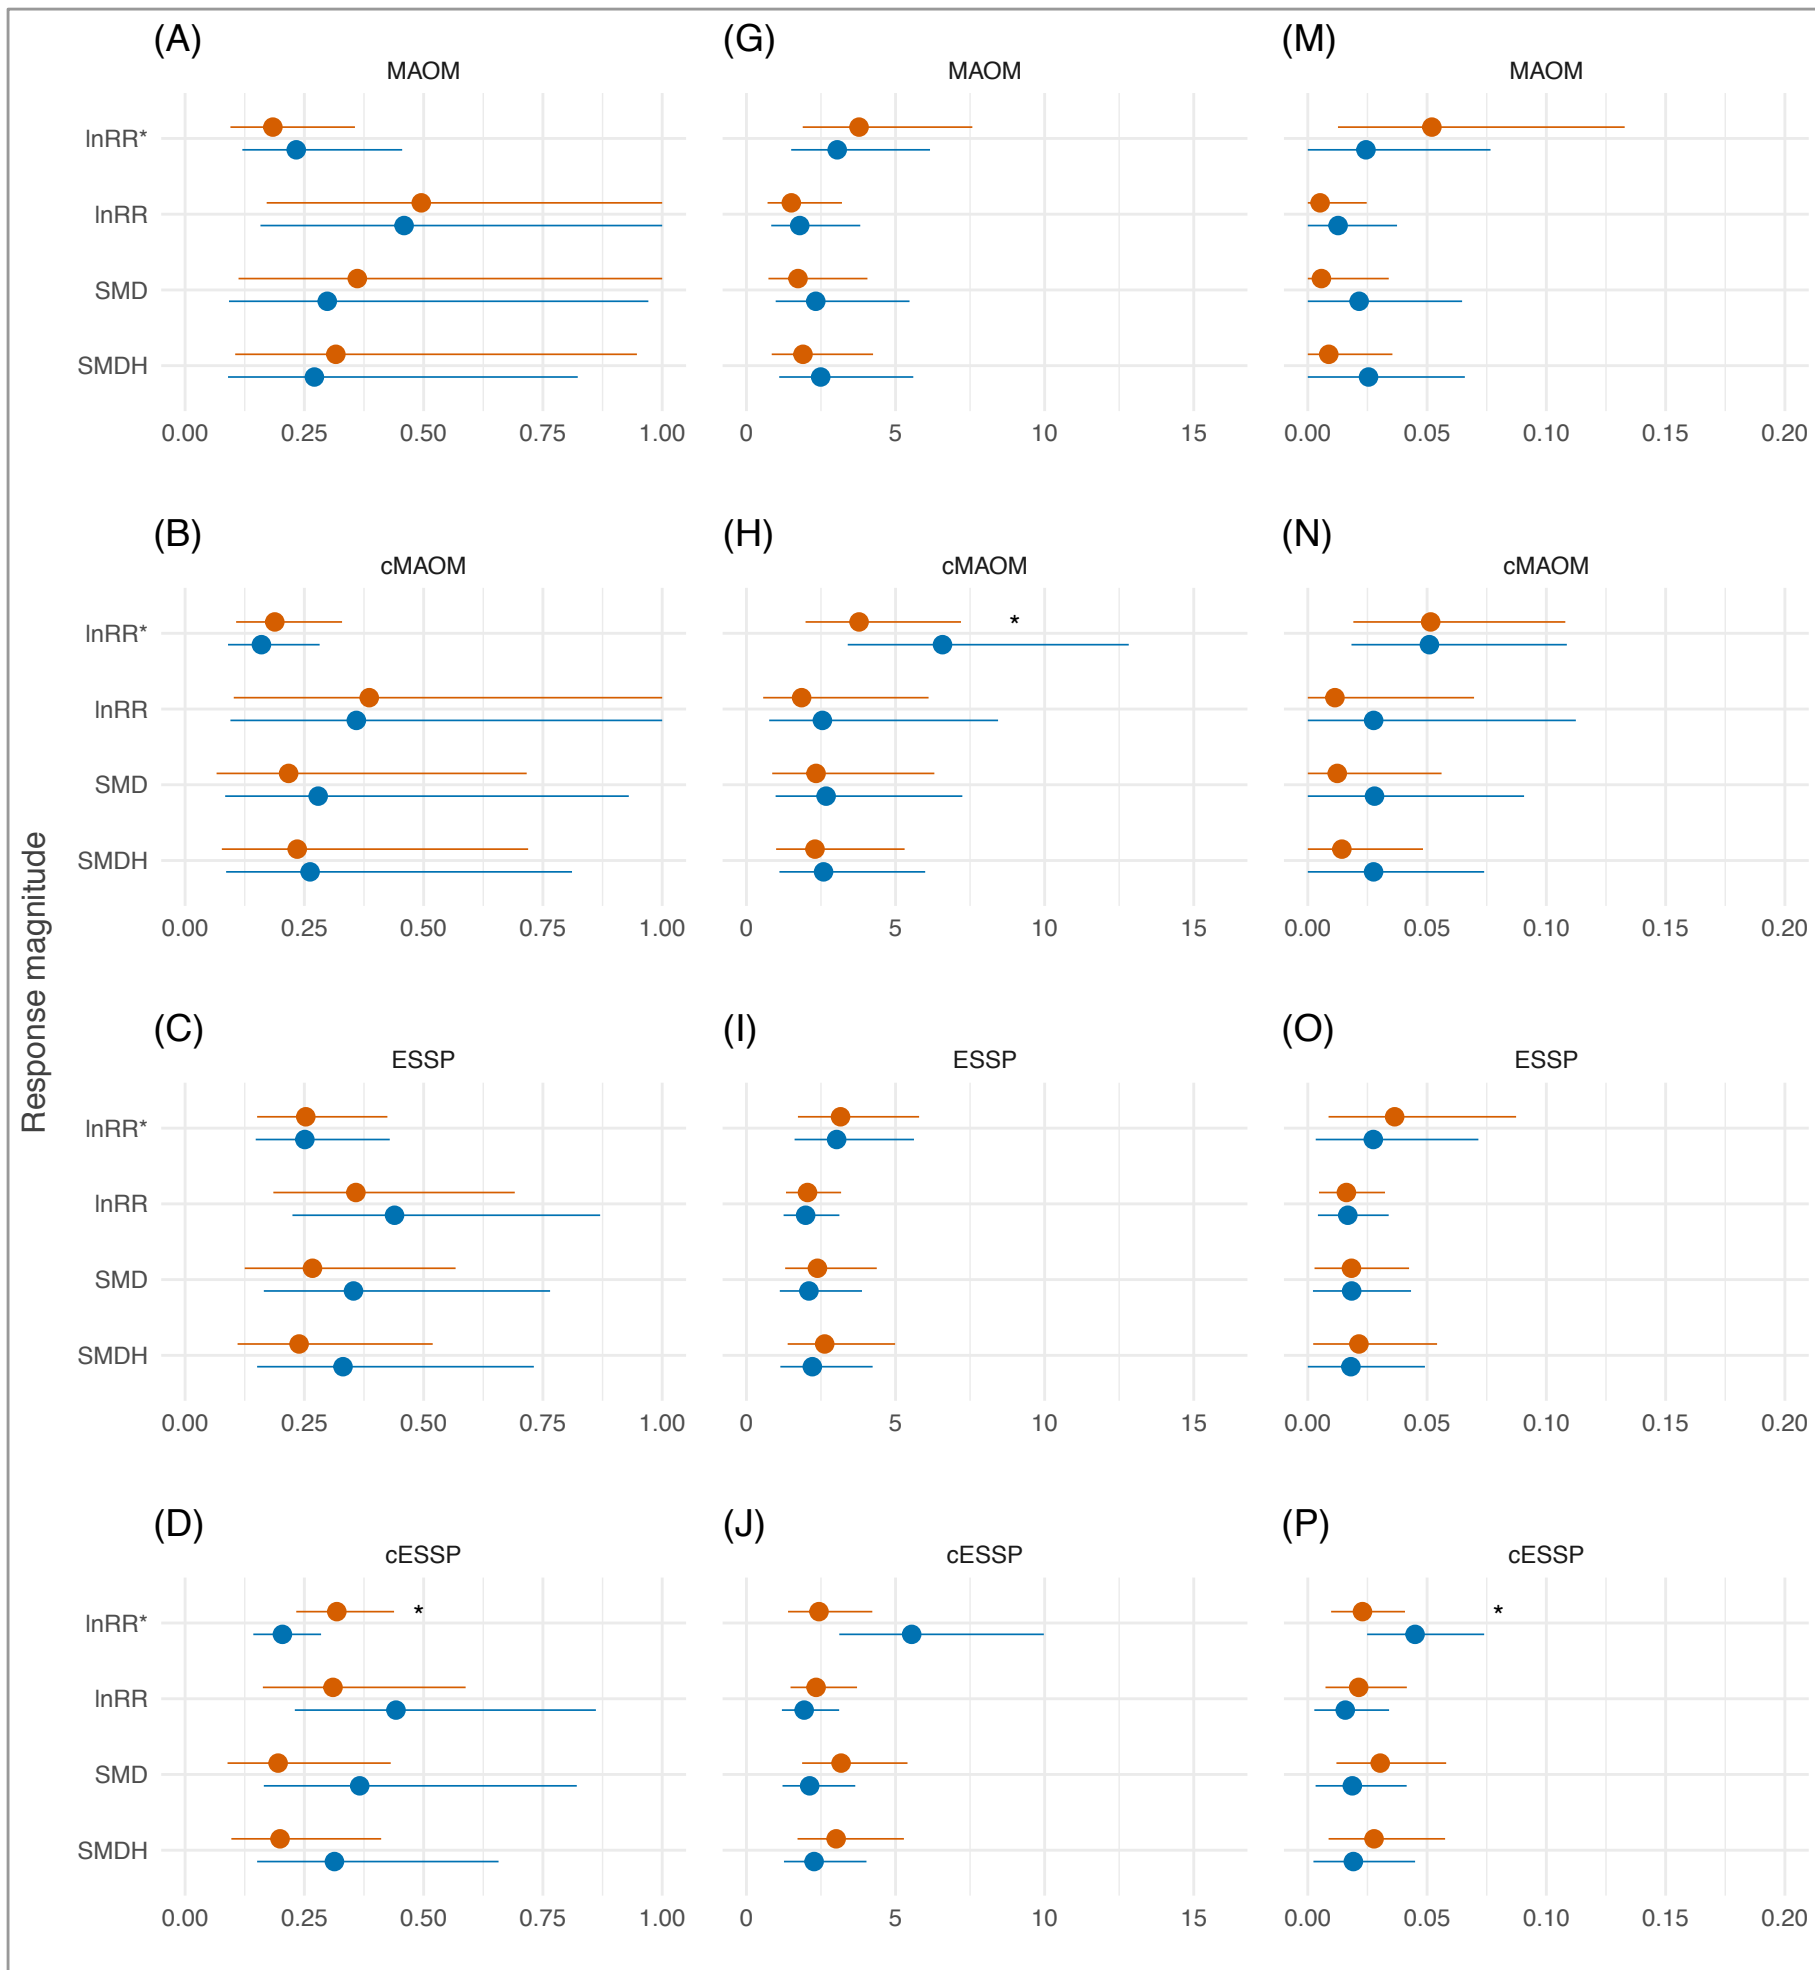 Response magnitude
(A)
MAOM
lnRR*
lnRR
SMD
SMDH
0.00 0.25 0.50 0.75 1.00
(G)
MAOM
0 5 10 15
(M)
MAOM
0.00 0.05 0.10 0.15 0.20
(B)
cMAOM
lnRR*
lnRR
SMD
SMDH
0.00 0.25 0.50 0.75 1.00
(H)
cMAOM
*
0 5 10 15
(N)
cMAOM
0.00 0.05 0.10 0.15 0.20
(C)
ESSP
lnRR*
lnRR
SMD
SMDH
0.00 0.25 0.50 0.75 1.00
(I)
ESSP
0 5 10 15
(O)
ESSP
0.00 0.05 0.10 0.15 0.20
(D)
cESSP
lnRR*
*
lnRR
SMD
SMDH
0.00 0.25 0.50 0.75 1.00
(J)
cESSP
0 5 10 15
(P)
cESSP
*
0.00 0.05 0.10 0.15 0.20